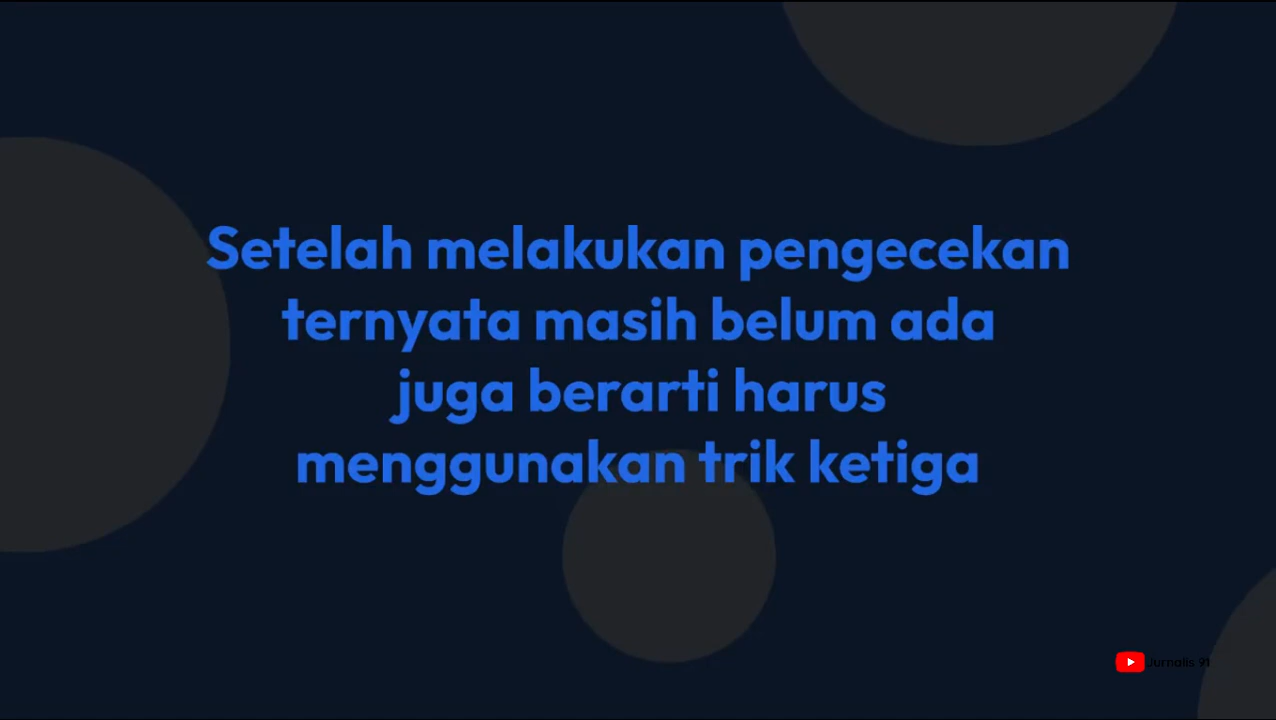 Setelah melakukan pengecekan
ternyata masih belum ada
juga berarti harus
menggunakan trik ketiga
Jurnalis 91